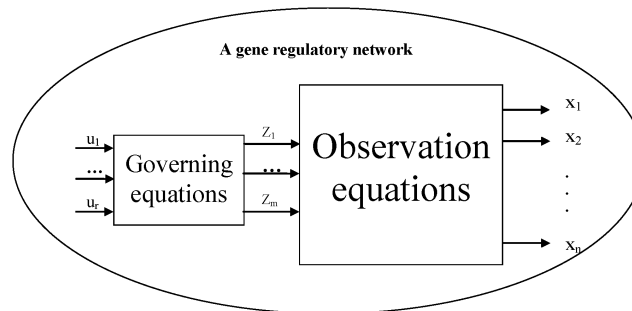 A gene regulatory network
u1
...
ur
Governing
equations
Z1
...
Zm
Observation
equations
x1
x2
.
.
.
xn